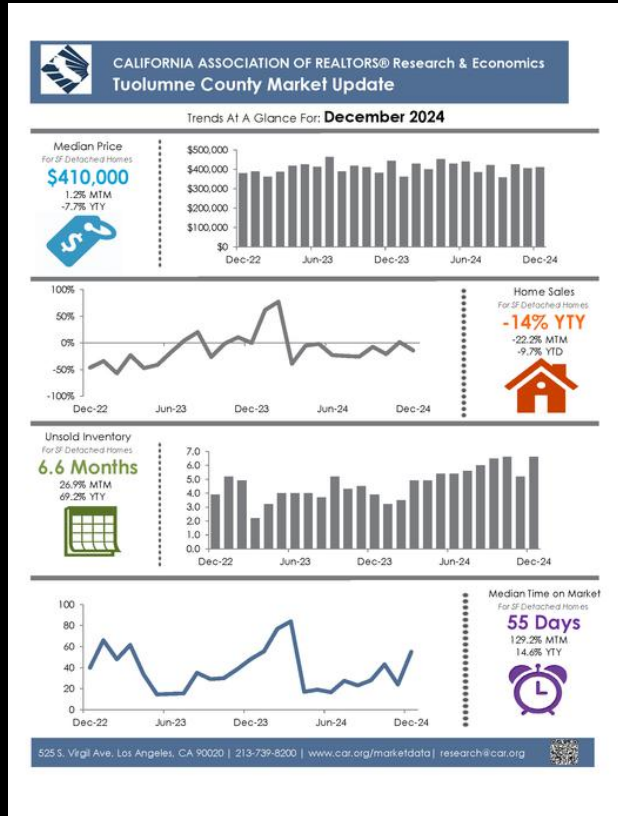 CALIFORNIA ASSOCIATION OF REALTORS® Research & Economics
Tuolumne County Market Update
Trends At A Glance For: December 2024
Median Price
For SF Detached Homes
$410,000
1.2% MTM
-7.7% YTY
$
$500,000
$400,000
$300,000
$200,000
$100,000
$0
Dec-22 Jun-23 Dec-23 Jun-24 Dec-24
100%
50%
0%
-50%
-100%
Dec-22 Jun-23 Dec-23 Jun-24 Dec-24
Home Sales
For SF Detached Homes
-14% YTY
-22.2% MTM
-9.7% YTD
Unsold Inventory
For SF Detached Homes
6.6 Months
26.9% MTM
69.2% YTY
7.0
6.0
5.0
4.0
3.0
2.0
1.0
0.0
Dec-22 Jun-23 Dec-23 Jun-24 Dec-24
100
80
60
40
20
0
Dec-22 Jun-23 Dec-23 Jun-24 Dec-24
Median Time on Market
For SF Detached Homes
55 Days
129.2% MTM
14.6% YTY
525 S. Virgil Ave, Los Angeles, CA 90020 | 213-739-8200 | www.car.org/marketdata| research@car.org